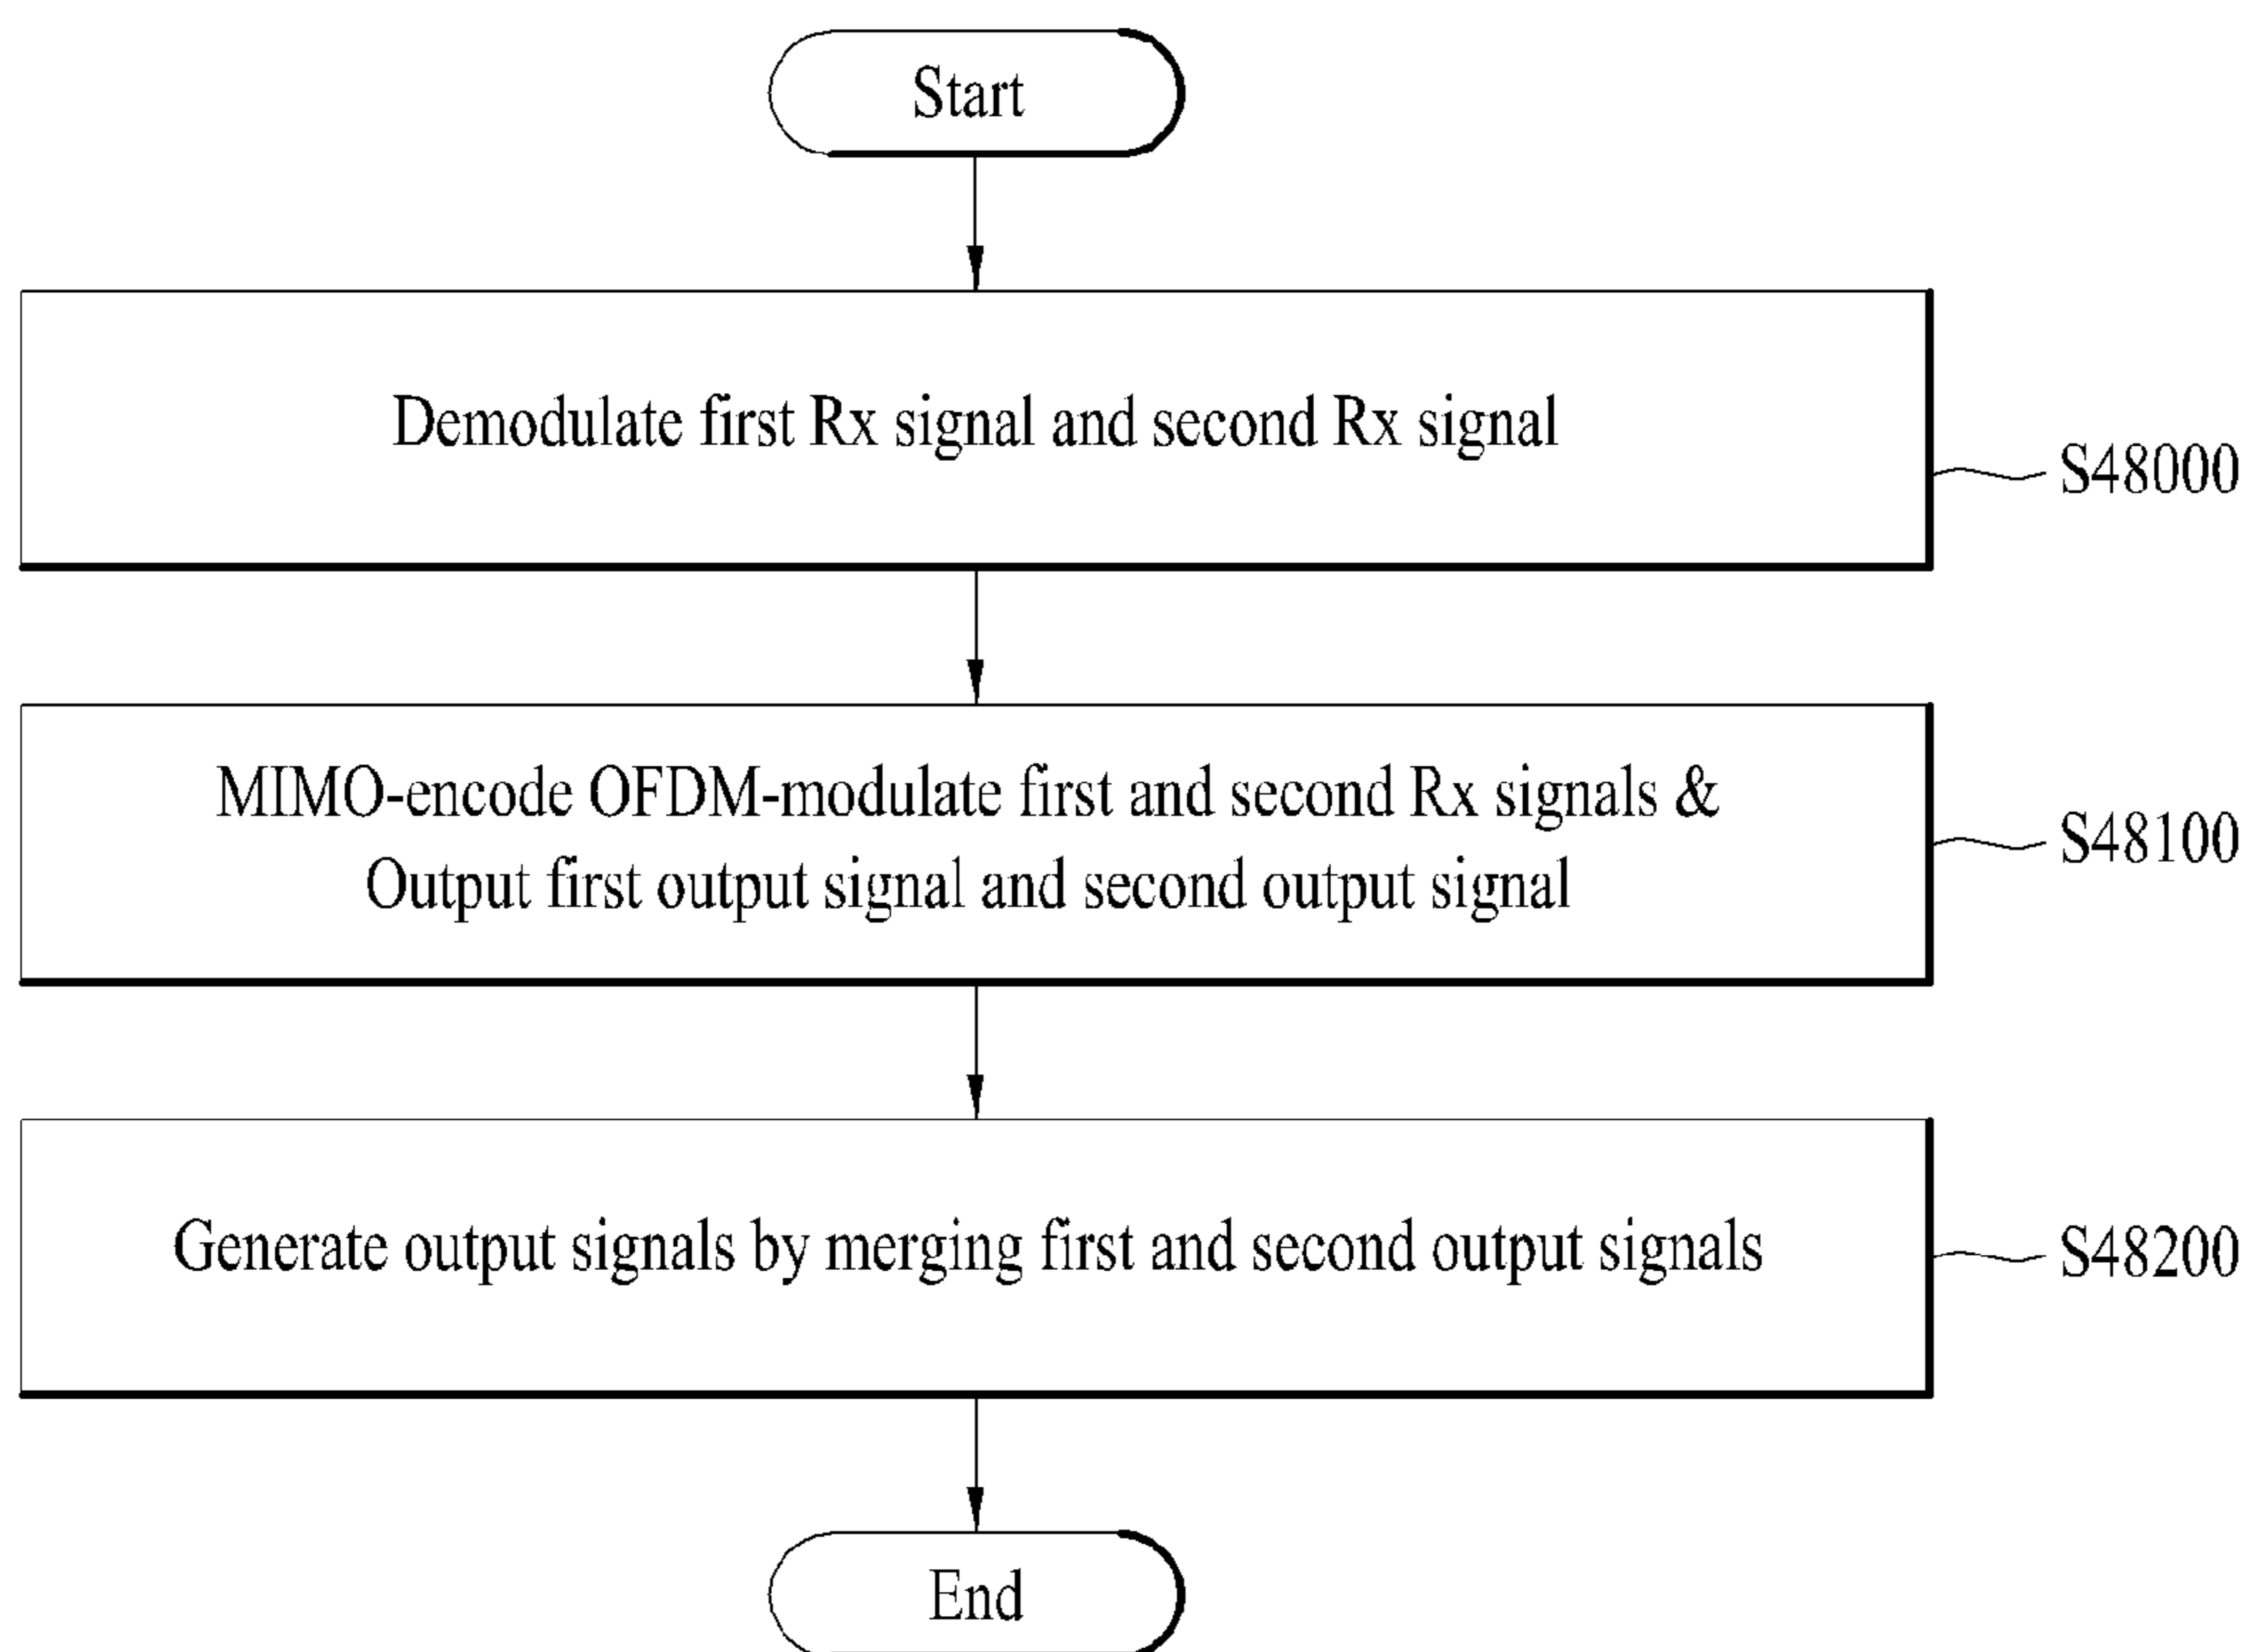 Start
Demodulate first Rx signal and second Rx signal
S48000
MIMO-encode OFDM-modulate first and second Rx signals &
Output first output signal and second output signal
S48100
Generate output signals by merging first and second output signals
S48200
End